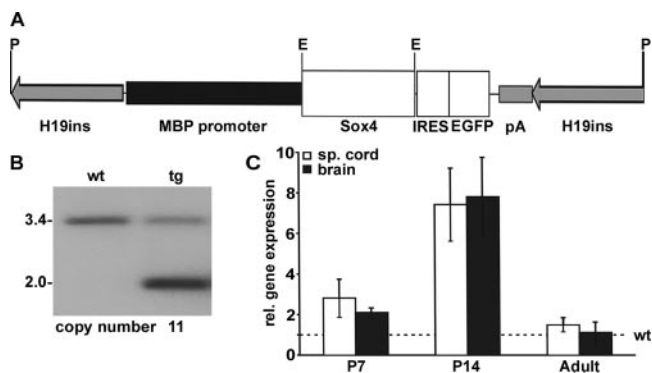 A
P E E P
H19ins MBP promoter Sox4 IRES EGFP pA H19ins
B
wt tg
3.4-
2.0-
copy number 11
C
rel. gene expression
10
8
6
4
2
0
sp. cord
brain
wt
P7 P14 Adult